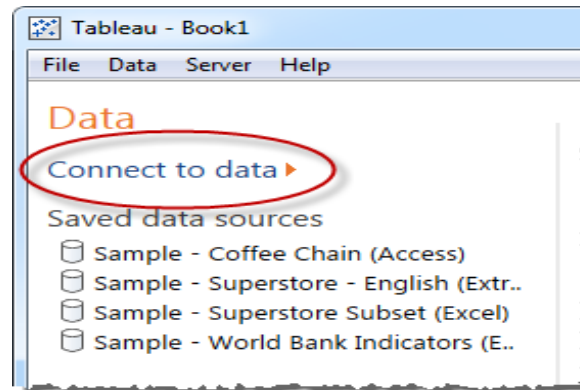 Tableau - Book1
File Data Server Help
Data
Connect to data
Saved data sources
Sample - Coffee Chain (Access)
Sample - Superstore - English (Extr..
Sample - Superstore Subset (Excel)
Sample - World Bank Indicators (E..